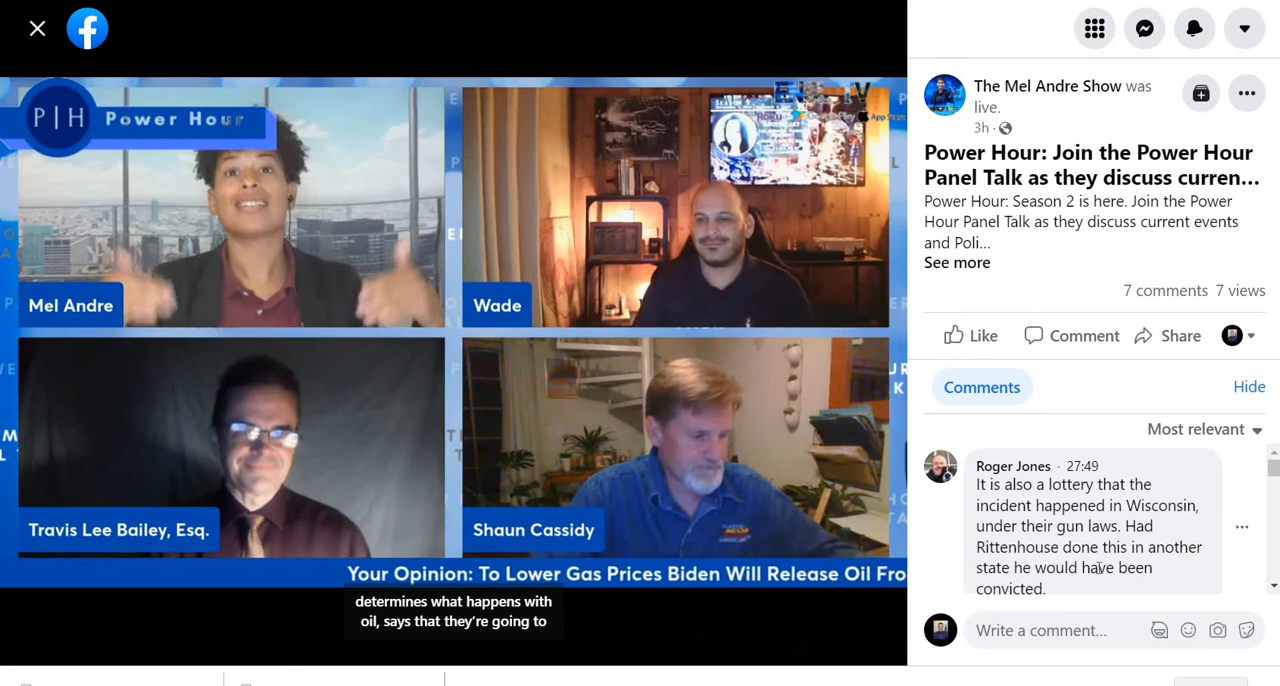 P|H Power Hour
Roku
App Store
Mel Andre
Wade
Travis Lee Bailey, Esq.
Shaun Cassidy
Your Opinion: To Lower Gas Prices Biden Will Release Oil Fro
determines what happens with
oil, says that they're going to
The Mel Andre Show was
live.
3h ·
Power Hour: Join the Power Hour
Panel Talk as they discuss curren...
Power Hour: Season 2 is here. Join the Power
Hour Panel Talk as they discuss current events
and Poli...
See more
7 comments 7 views
Like Comment Share
Comments Hide
Most relevant
Roger Jones · 27:49
It is also a lottery that the
incident happened in Wisconsin,
under their gun laws. Had
Rittenhouse done this in another
state he would have been
convicted.
Write a comment...